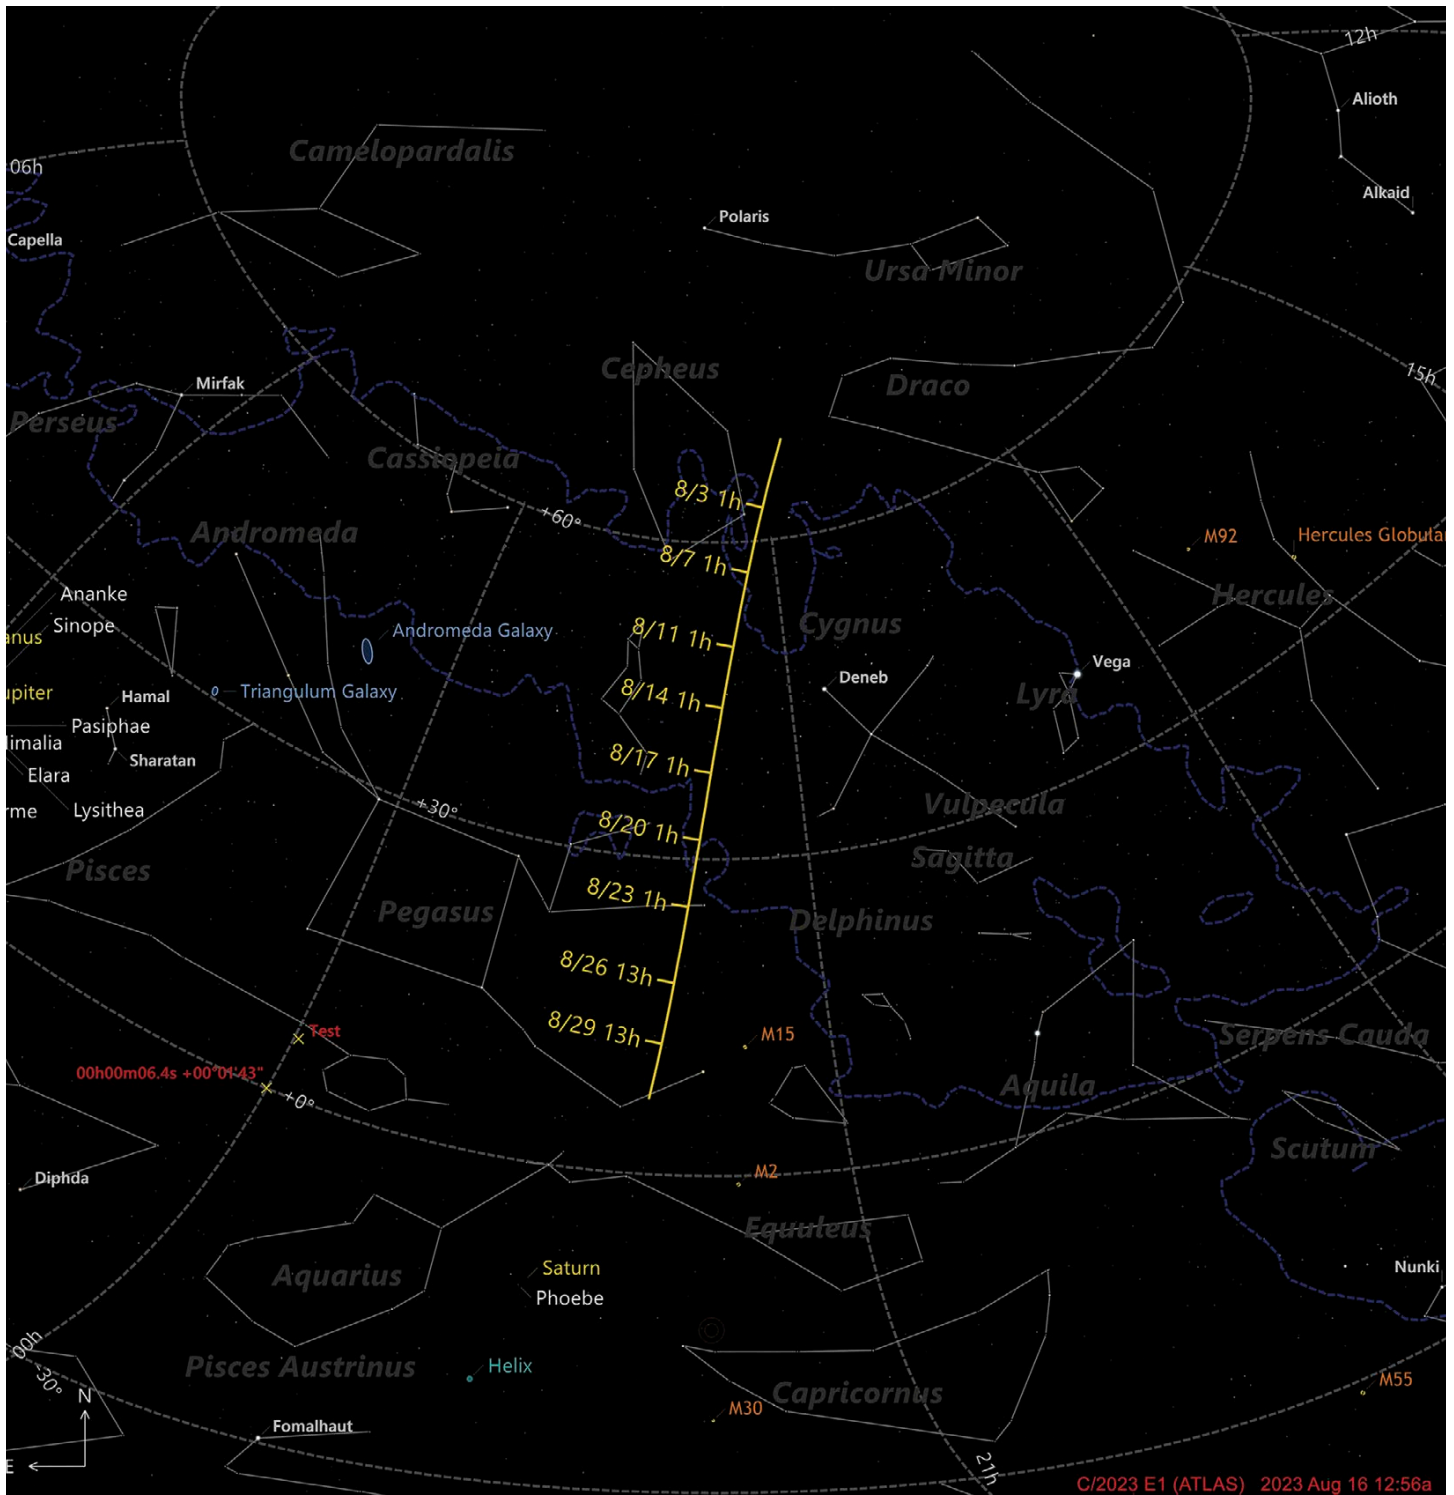 12h
Alioth
Camelopardalis
06h
Alkaid
Polaris
Capella
Ursa Minor
Cepheus
15h
Mirfak
Draco
Perseus
Cassiopeia
8/3 1h
+60°
Andromeda
M92
Hercules Globular
8/7 1h
Ananke
Hercules
Sinope
Cygnus
anus
Andromeda Galaxy
8/11 1h
Vega
Deneb
upiter
Triangulum Galaxy
8/14 1h
Lyra
Hamal
Pasiphae
limalia
Sharatan
8/17 1h
Elara
rme
Lysithea
+30°
Vulpecula
8/20 1h
Sagitta
Pisces
8/23 1h
Pegasus
Delphinus
8/26 13h
8/29 13h
Test
M15
Serpens Cauda
00h00m06.4s +00°01'43"
Aquila
+0°
Scutum
Diphda
M2
Equuleus
Aquarius
Saturn
Nunki
Phoebe
00h
Pisces Austrinus
Helix
-30°
N
Capricornus
M55
M30
Fomalhaut
E
21h
C/2023 E1 (ATLAS) 2023 Aug 16 12:56a